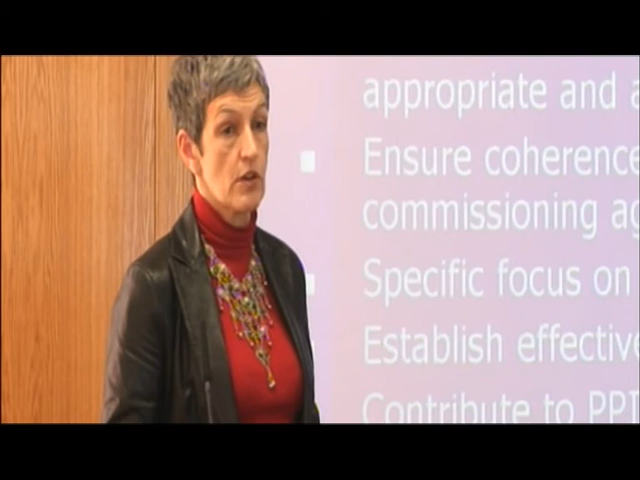 appropriate and a
Ensure coherence
commissioning ag
Specific focus on
Establish effective
Contribute to PPI